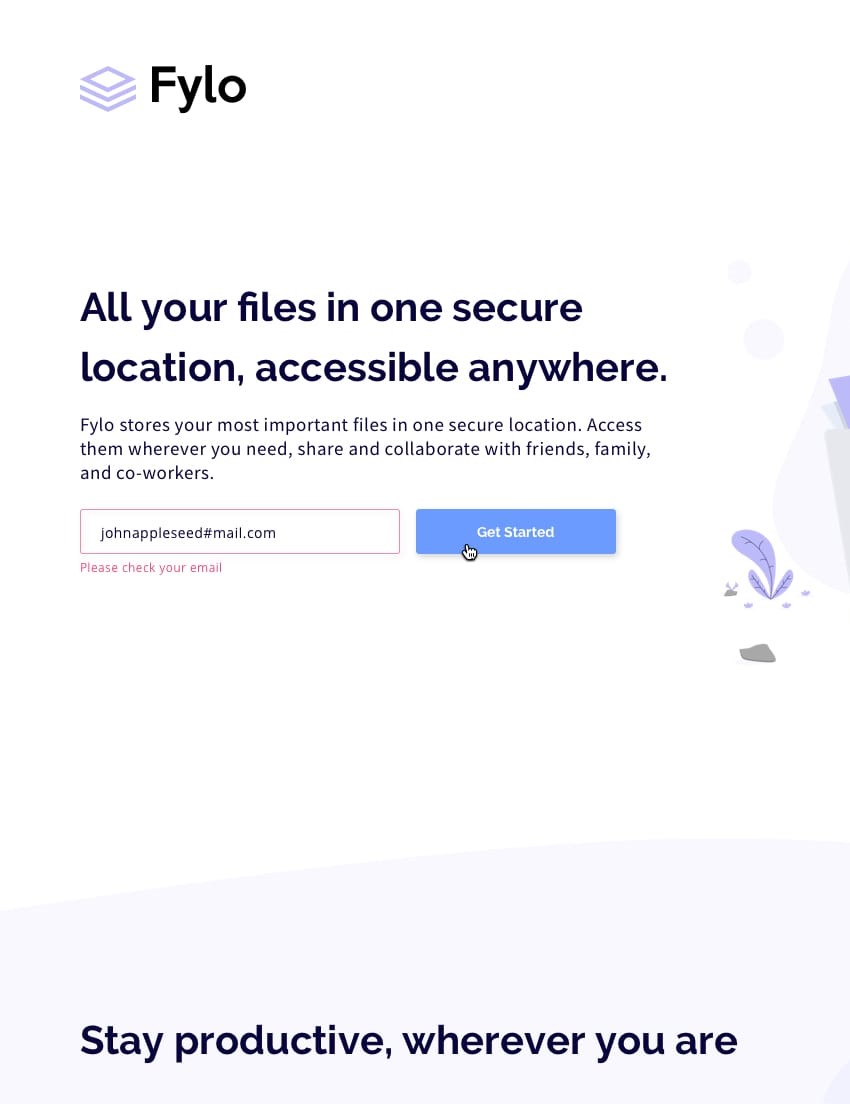 Fylo
All your files in one secure
location, accessible anywhere.
Fylo stores your most important files in one secure location. Access
them wherever you need, share and collaborate with friends, family,
and co-workers.
johnappleseed#mail.com
Get Started
Please check your email
Stay productive, wherever you are